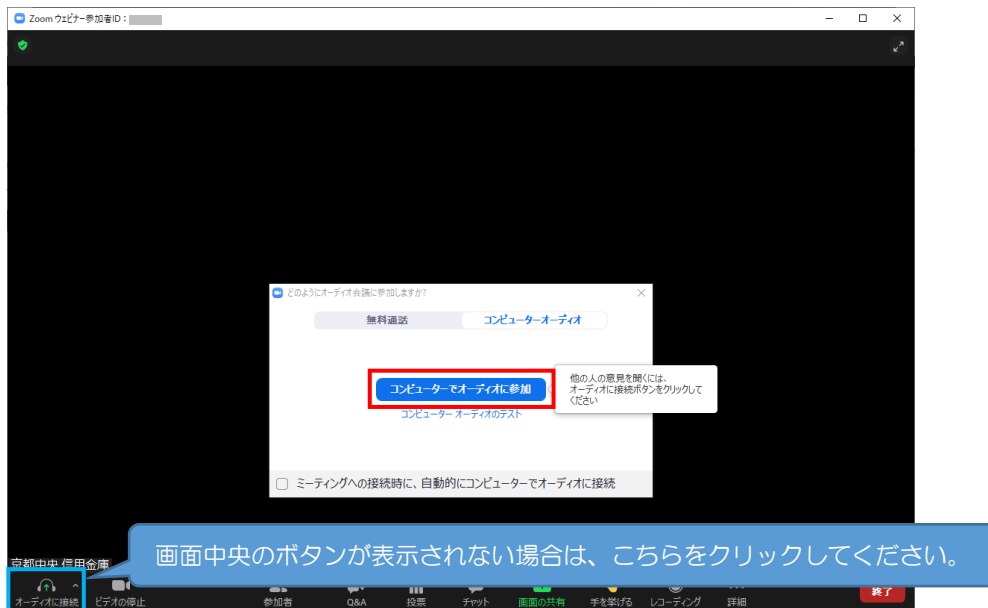 Zoom ウェビナー参加者ID：
どのようにオーディオ会議に参加しますか?
無料通話
コンピューターオーディオ
コンピューターでオーディオに参加
他の人の意見を聞くには、
オーディオに接続ボタンをクリックして
ください
コンピューター オーディオのテスト
ミーティングへの接続時に、自動的にコンピューターでオーディオに接続
画面中央のボタンが表示されない場合は、こちらをクリックしてください。
京都中央 信用金庫
オーディオに接続
ビデオの停止
参加者
Q&A
投票
チャット
画面の共有
手を挙げる
レコーディング
詳細
終了